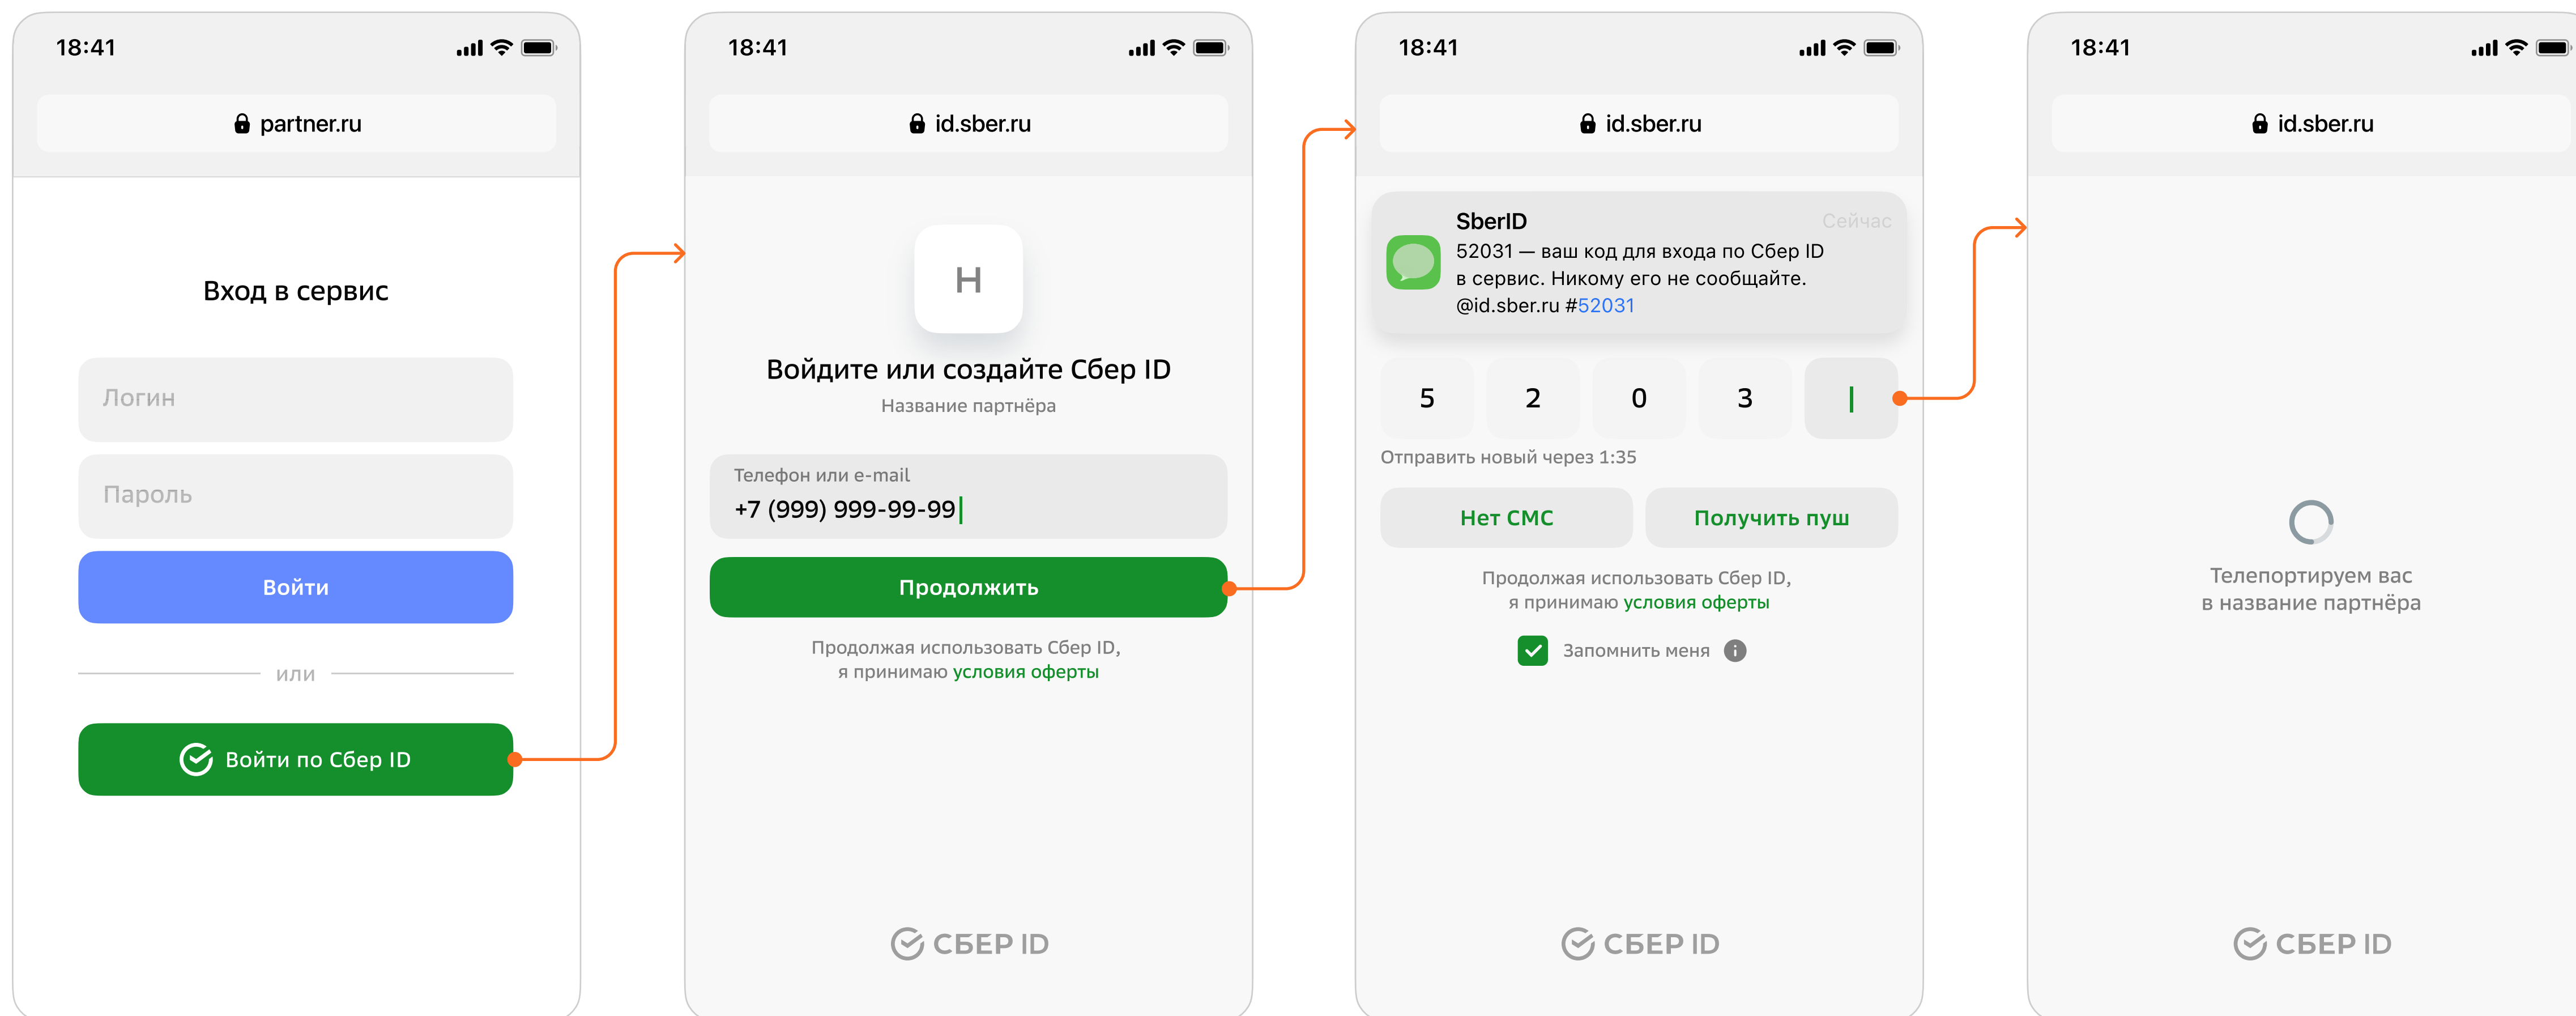 18:41
partner.ru
Вход в сервис
Логин
Пароль
Войти
или
Войти по Сбер ID
18:41
id.sber.ru
Н
Войдите или создайте Сбер ID
Название партнёра
Телефон или e-mail
+7 (999) 999-99-99
Продолжить
Продолжая использовать Сбер ID,
я принимаю условия оферты
СБЕР ID
18:41
id.sber.ru
SberID
Сейчас
52031 — ваш код для входа по Сбер ID
в сервис. Никому его не сообщайте.
@id.sber.ru #52031
5 2 0 3
Отправить новый через 1:35
Нет СМС
Получить пуш
Продолжая использовать Сбер ID,
я принимаю условия оферты
Запомнить меня
СБЕР ID
18:41
id.sber.ru
Телепортируем вас
в название партнёра
СБЕР ID